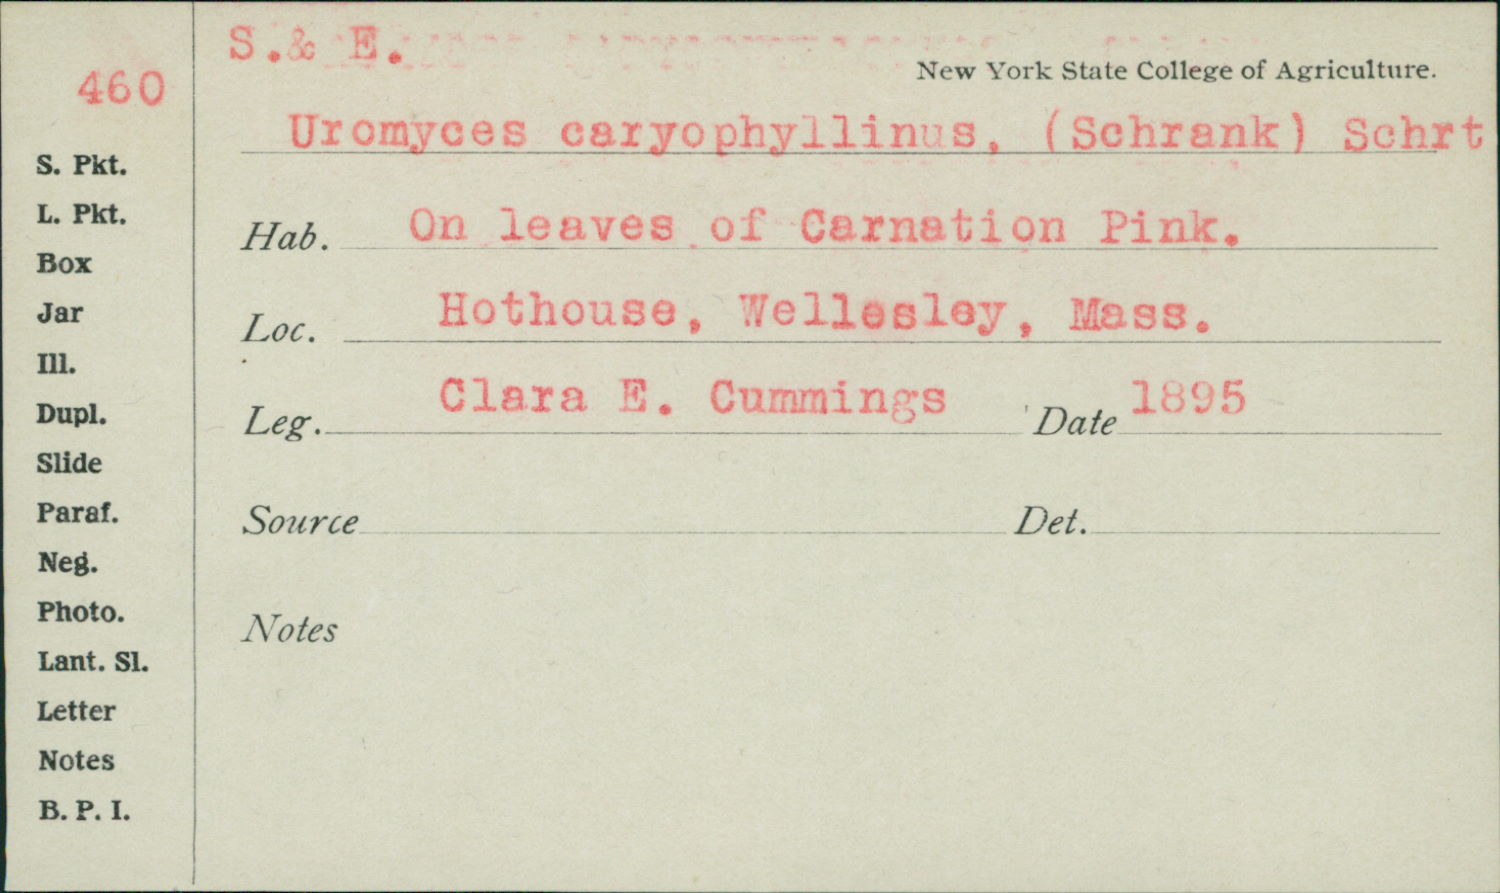 S.& E.
New York State College of Agriculture.
460
Uromyces caryophyllinus, (Schrank) Schrt
Hab. On leaves of Carnation Pink.
Loc. Hothouse, Wellesley, Mass.
Leg. Clara E. Cummings Date 1895
Source Det.
Notes
S. Pkt.
L. Pkt.
Box
Jar
Ill.
Dupl.
Slide
Paraf.
Neg.
Photo.
Lant. Sl.
Letter
Notes
B. P. I.